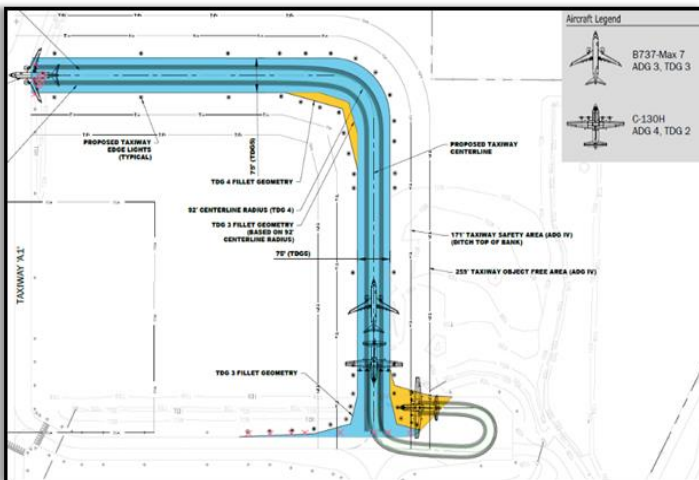 Aircraft Legend
B737-Max 7
ADG 3, TDG 3
C-130H
ADG 4, TDG 2
PROPOSED TAXIWAY
EDGE LIGHTS
(TYPICAL)
75' (TDG5)
PROPOSED TAXIWAY
CENTERLINE
TDG 4 FILLET GEOMETRY
92' CENTERLINE RADIUS (TDG 4)
TDG 3 FILLET GEOMETRY
(BASED ON 92'
CENTERLINE RADIUS)
171' TAXIWAY SAFETY AREA (ADG IV)
(DITCH TOP OF BANK)
75' (TDG5)
259' TAXIWAY OBJECT FREE AREA (ADG IV)
TAXIWAY 'A1'
TDG 3 FILLET GEOMETRY